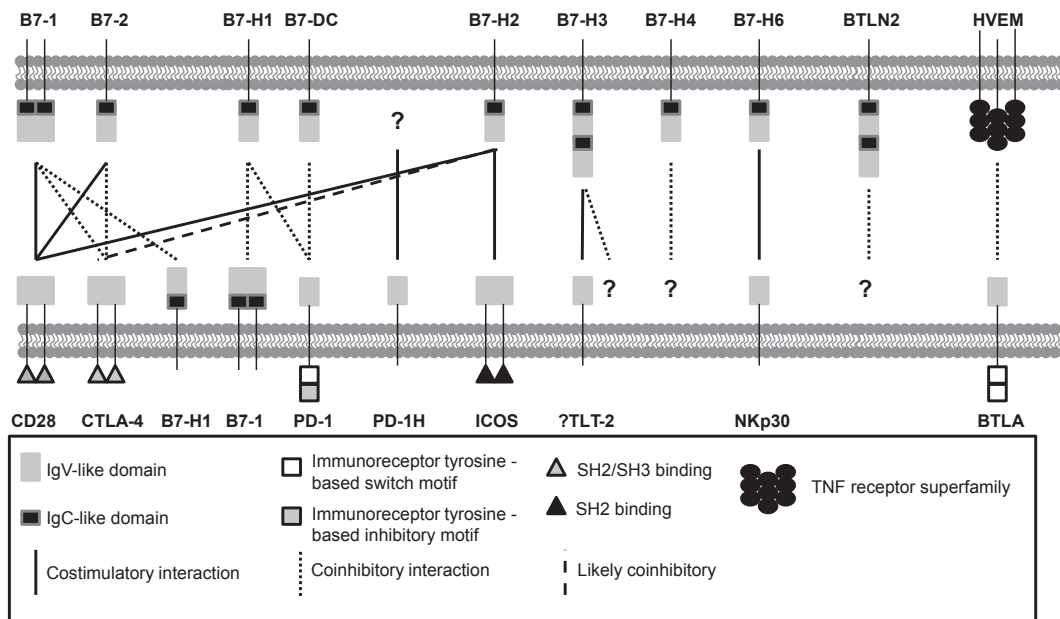 B7-1 B7-2 B7-H1 B7-DC B7-H2 B7-H3 B7-H4 B7-H6 BTLN2 HVEM
?
? ? ?
CD28 CTLA-4 B7-H1 B7-1 PD-1 PD-1H ICOS ?TLT-2 NKp30 BTLA
IgV-like domain
IgC-like domain
Costimulatory interaction
Immunoreceptor tyrosine -
based switch motif
Immunoreceptor tyrosine -
based inhibitory motif
Coinhibitory interaction
SH2/SH3 binding
SH2 binding
Likely coinhibitory
TNF receptor superfamily